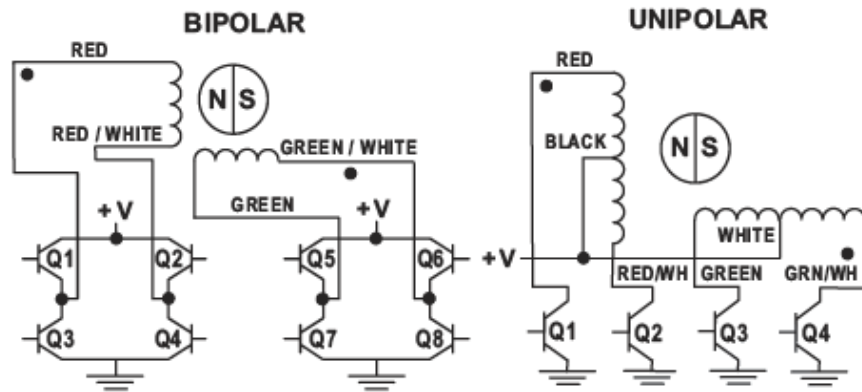 BIPOLAR
UNIPOLAR
RED
N S
RED / WHITE
GREEN / WHITE
GREEN
+ V
+ V
Q1
Q2
Q3
Q4
Q5
Q6
Q7
Q8
RED
BLACK
N S
WHITE
+ V
RED/WH
GREEN
GRN/WH
Q1
Q2
Q3
Q4